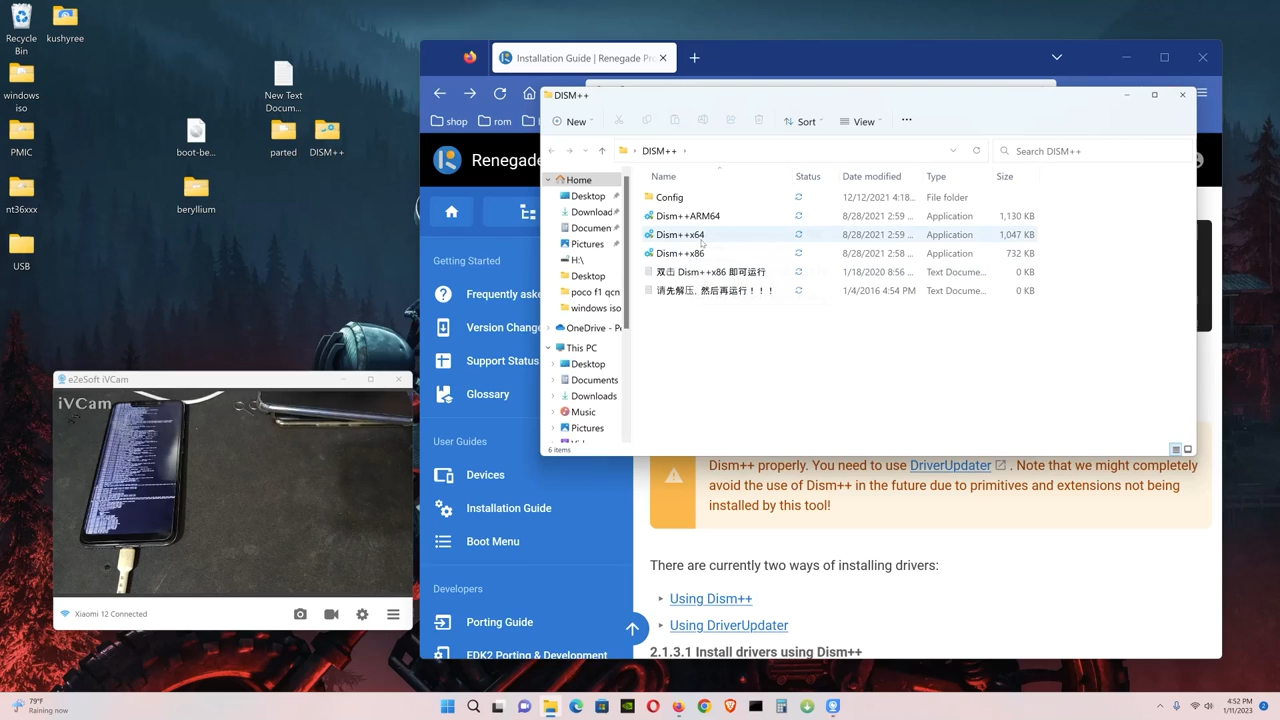 Recycle Bin
kushyree
windows iso
New Text Docum...
PMIC
boot-be...
parted
DISM++
nt36xxx
beryllium
USB
Installation Guide | Renegade Pro
shop
rom
Renega
DISM++
New
Sort
View
DISM++
Search DISM++
Name
Status
Date modified
Type
Size
Home
Desktop
Download
Documen
Pictures
H:\
Desktop
poco f1 qcn
windows iso
OneDrive - Pe
This PC
Desktop
Documents
Downloads
Music
Pictures
Config
12/12/2021 4:18...
File folder
Dism++ARM64
8/28/2021 2:59 ...
Application
1,130 KB
Dism++x64
8/28/2021 2:59 ...
Application
1,047 KB
Dism++x86
8/28/2021 2:58 ...
Application
732 KB
双击 Dism++x86 即可运行
1/18/2020 8:56 ...
Text Docume...
0 KB
请先解压, 然后再运行！！！
1/4/2016 4:54 PM
Text Docume...
0 KB
6 items
Getting Started
Frequently aske
Version Change
Support Status
Glossary
User Guides
Devices
Installation Guide
Boot Menu
Developers
Porting Guide
EDK2 Porting & Development
Dism++ properly. You need to use DriverUpdater . Note that we might completely
avoid the use of Dism++ in the future due to primitives and extensions not being
installed by this tool!
There are currently two ways of installing drivers:
Using Dism++
Using DriverUpdater
2.1.3.1 Install drivers using Dism++
e2eSoft iVCam
iVCam
Xiaomi 12 Connected
79°F
Raining now
4:52 PM
1/11/2023
2